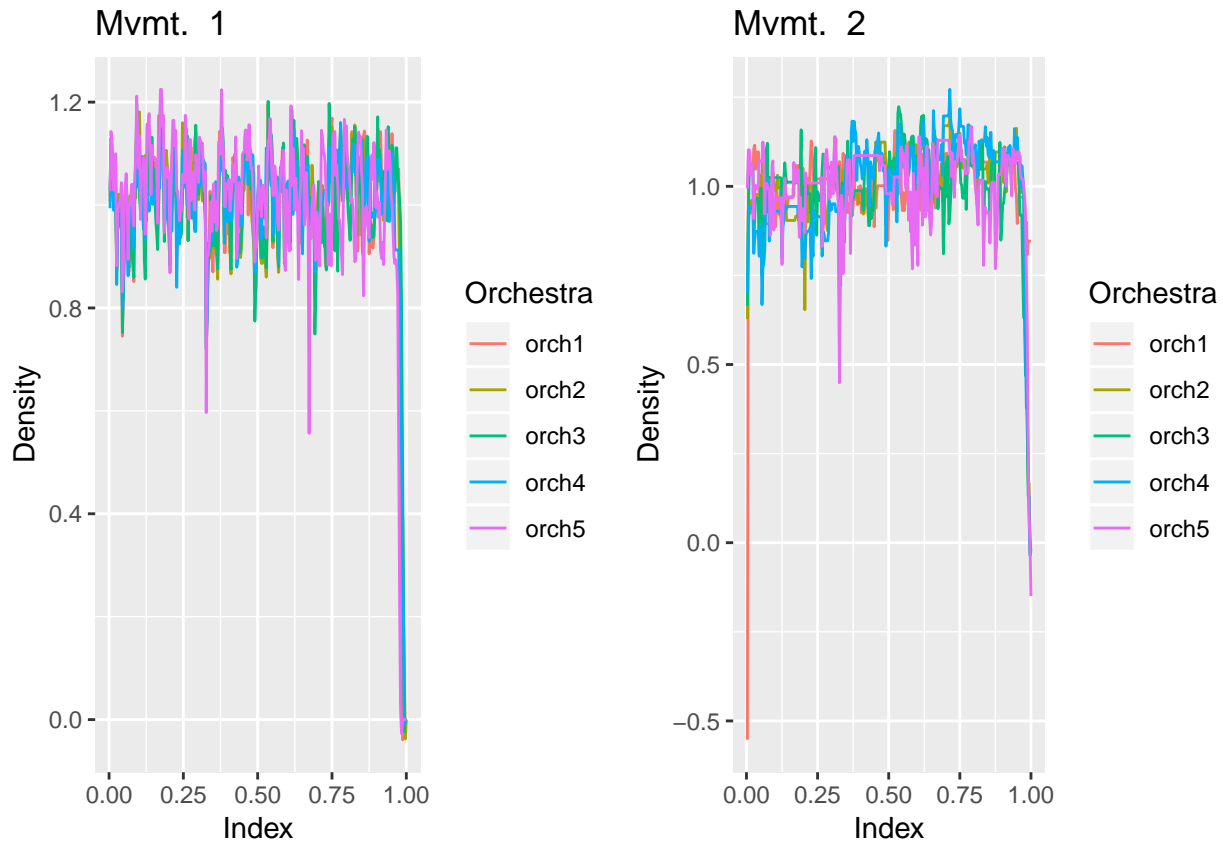 Mvmt.  1
1.2
0.8
0.4
0.0
Density
0.00 0.25 0.50 0.75 1.00
Index
Orchestra
orch1
orch2
orch3
orch4
orch5
Mvmt.  2
1.0
0.5
0.0
−0.5
Density
0.00 0.25 0.50 0.75 1.00
Index
Orchestra
orch1
orch2
orch3
orch4
orch5